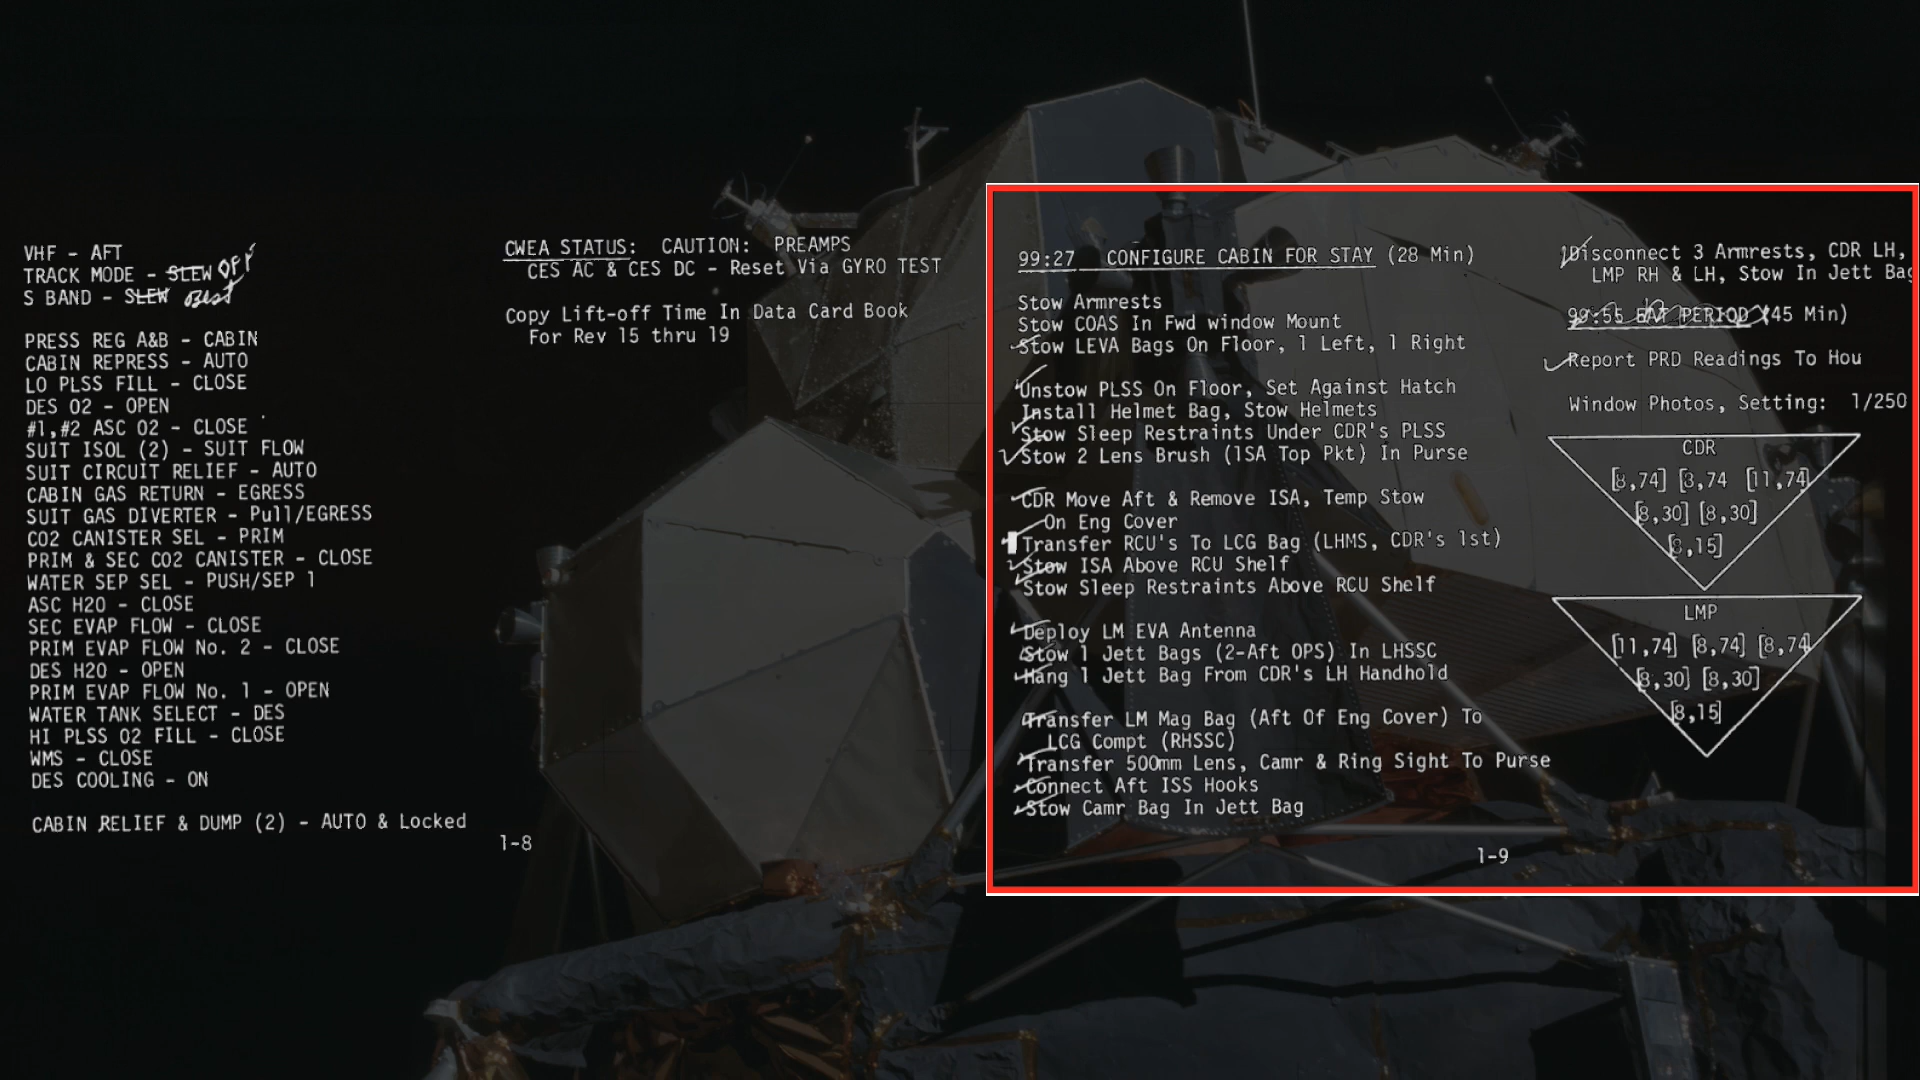 VHF - AFT
TRACK MODE - SLEW OFF
S BAND - SLEW Best
PRESS REG A&B - CABIN
CABIN REPRESS - AUTO
LO PLSS FILL - CLOSE
DES O2 - OPEN
#1,#2 ASC O2 - CLOSE
SUIT ISOL (2) - SUIT FLOW
SUIT CIRCUIT RELIEF - AUTO
CABIN GAS RETURN - EGRESS
SUIT GAS DIVERTER - Pull/EGRESS
CO2 CANISTER SEL - PRIM
PRIM & SEC CO2 CANISTER - CLOSE
WATER SEP SEL - PUSH/SEP 1
ASC H2O - CLOSE
SEC EVAP FLOW - CLOSE
PRIM EVAP FLOW No. 2 - CLOSE
DES H2O - OPEN
PRIM EVAP FLOW No. 1 - OPEN
WATER TANK SELECT - DES
HI PLSS O2 FILL - CLOSE
WMS - CLOSE
DES COOLING - ON
CABIN RELIEF & DUMP (2) - AUTO & Locked
CWEA STATUS: CAUTION: PREAMPS
CES AC & CES DC - Reset Via GYRO TEST
Copy Lift-off Time In Data Card Book
For Rev 15 thru 19
1-8
99:27 CONFIGURE CABIN FOR STAY (28 Min)
Stow Armrests
Stow COAS In Fwd window Mount
Stow LEVA Bags On Floor, 1 Left, 1 Right
Unstow PLSS On Floor, Set Against Hatch
Install Helmet Bag, Stow Helmets
Stow Sleep Restraints Under CDR's PLSS
Stow 2 Lens Brush (ISA Top Pkt) In Purse
CDR Move Aft & Remove ISA, Temp Stow
On Eng Cover
Transfer RCU's To LCG Bag (LHMS, CDR's 1st)
Stow ISA Above RCU Shelf
Stow Sleep Restraints Above RCU Shelf
Deploy LM EVA Antenna
Stow 1 Jett Bags (2-Aft OPS) In LHSSC
Hang 1 Jett Bag From CDR's LH Handhold
Transfer LM Mag Bag (Aft Of Eng Cover) To
LCG Compt (RHSSC)
Transfer 500mm Lens, Camr & Ring Sight To Purse
Connect Aft ISS Hooks
Stow Camr Bag In Jett Bag
Disconnect 3 Armrests, CDR LH,
LMP RH & LH, Stow In Jett Bag
99:55 EAT PERIOD (45 Min)
Report PRD Readings To Hou
Window Photos, Setting: 1/250
CDR
[8,74] [8,74 [11,74]
[8,30] [8,30]
[8,15]
LMP
[11,74] [8,74] [8,74
[8,30] [8,30]
[8,15]
1-9